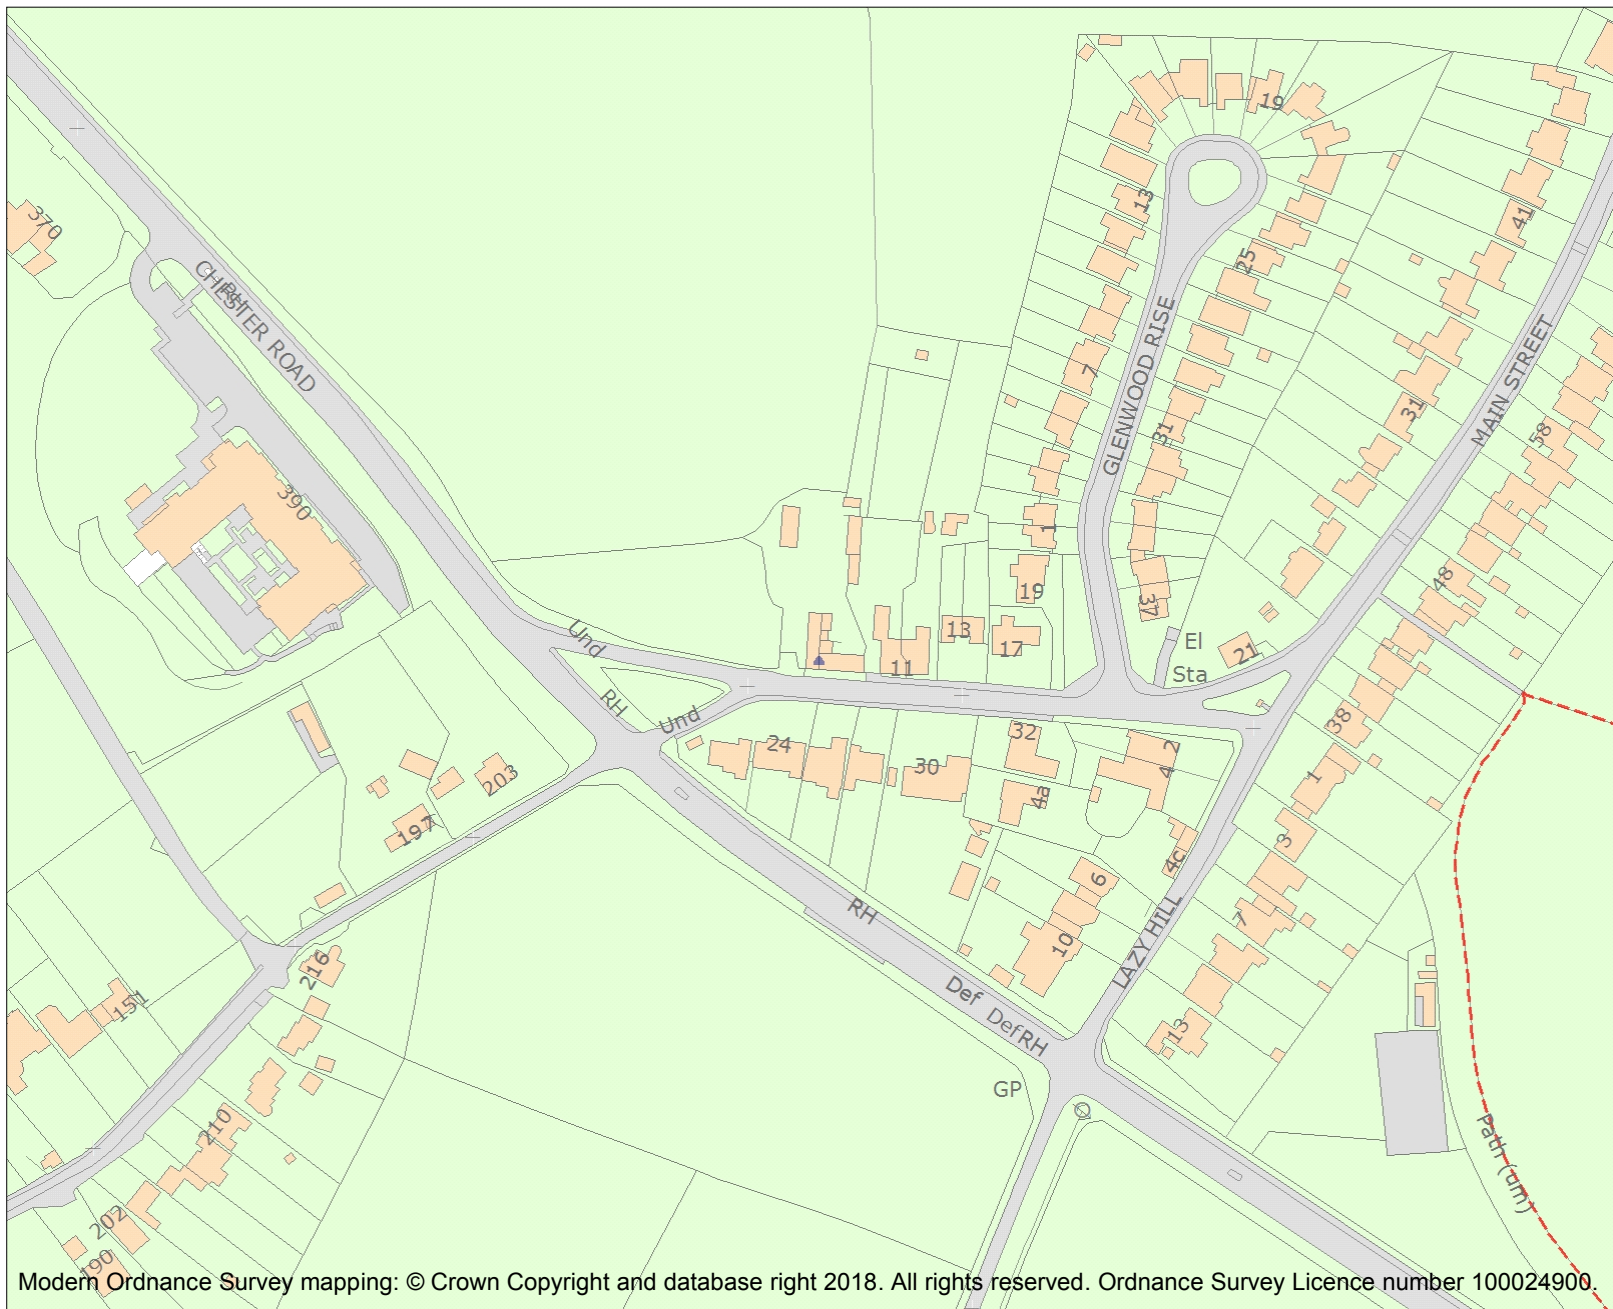 19
370
13
41
CHESTER ROAD
25
GLENWOOD RISE
7
MAIN STREET
31
31
58
390
1
48
19
37
Und
13
17
El
Sta
21
11
RH
Und
24
32
2
4
38
30
4a
1
203
197
3
4c
6
RH
7
10
LAZY HILL
216
151
Def
Def
RH
13
GP
210
Path (um)
202
190
Modern Ordnance Survey mapping: © Crown Copyright and database right 2018. All rights reserved. Ordnance Survey Licence number 100024900.